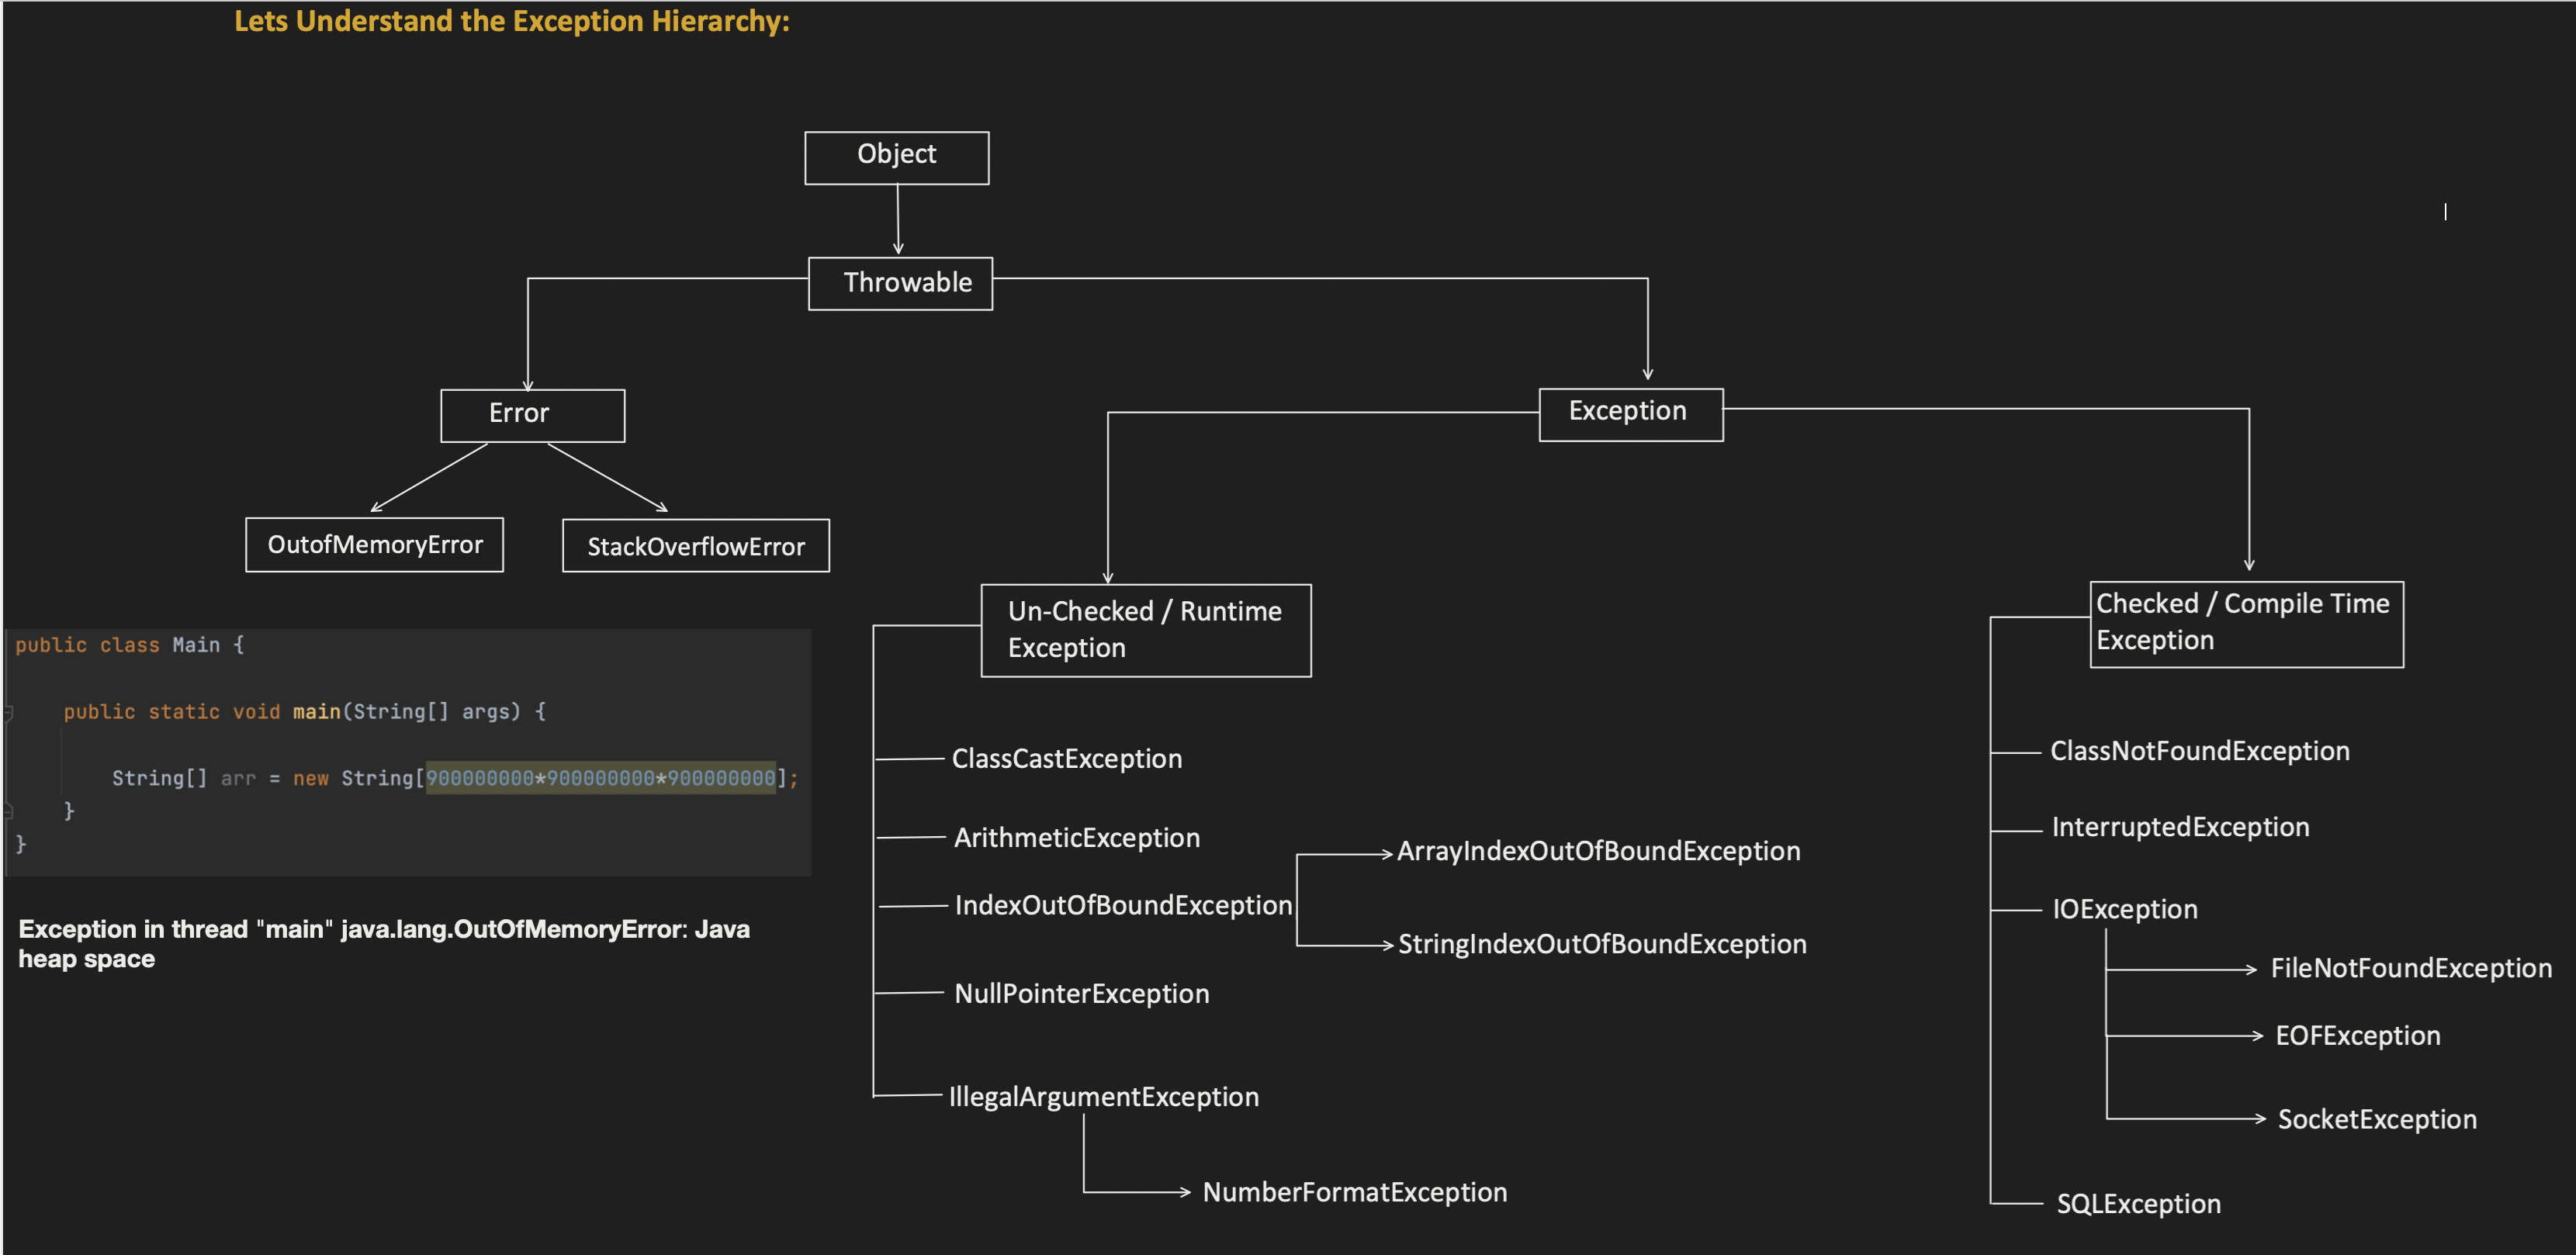 Lets Understand the Exception Hierarchy:
Object
Throwable
Error
Exception
OutofMemoryError
StackOverflowError
Un-Checked / Runtime
Exception
Checked / Compile Time
Exception
public class Main {
public static void main(String[] args) {
String[] arr = new String[900000000*900000000*900000000];
}
}
Exception in thread "main" java.lang.OutOfMemoryError: Java
heap space
ClassCastException
ArithmeticException
IndexOutOfBoundException
ArrayIndexOutOfBoundException
StringIndexOutOfBoundException
NullPointerException
IllegalArgumentException
NumberFormatException
ClassNotFoundException
InterruptedException
IOException
FileNotFoundException
EOFException
SocketException
SQLException